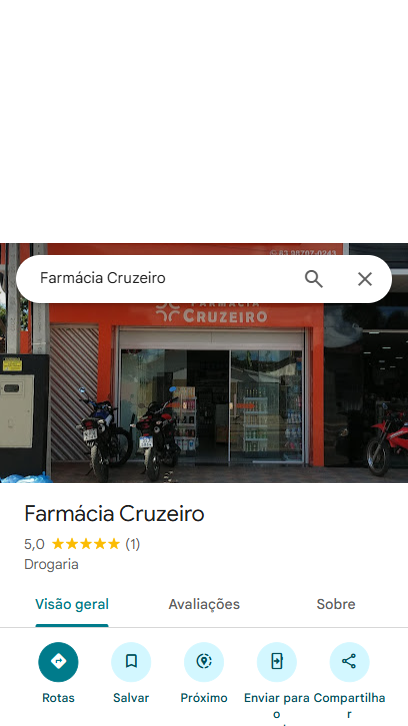 83 98707-0243
Farmácia Cruzeiro
FARMÁCIA
CRUZEIRO
Farmácia Cruzeiro
5,0 (1)
Drogaria
Visão geral Avaliações Sobre
Rotas Salvar Próximo Enviar para o Compartilhar